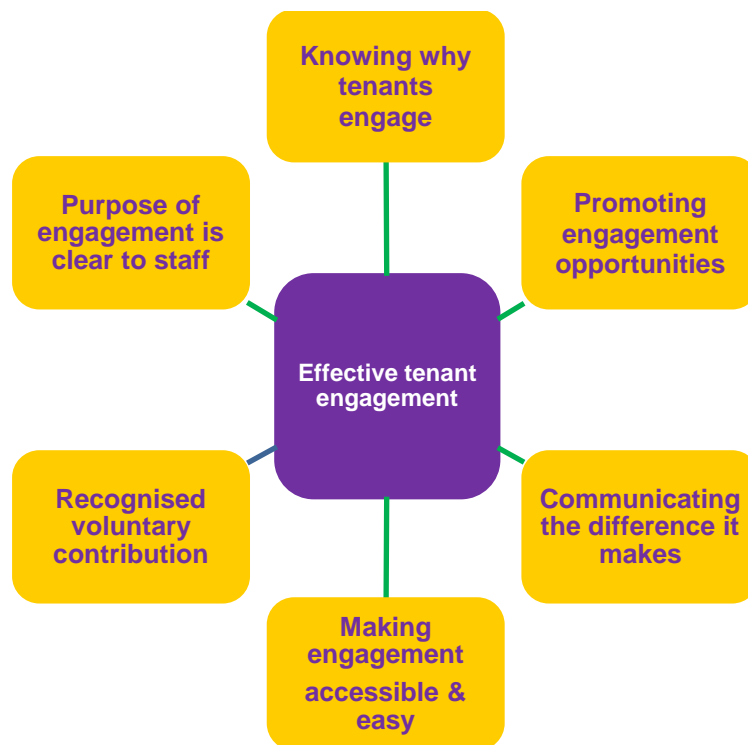 Knowing why
tenants
engage
Purpose of
engagement is
clear to staff
Promoting
engagement
opportunities
Effective tenant
engagement
Recognised
voluntary
contribution
Communicating
the difference it
makes
Making
engagement
accessible &
easy